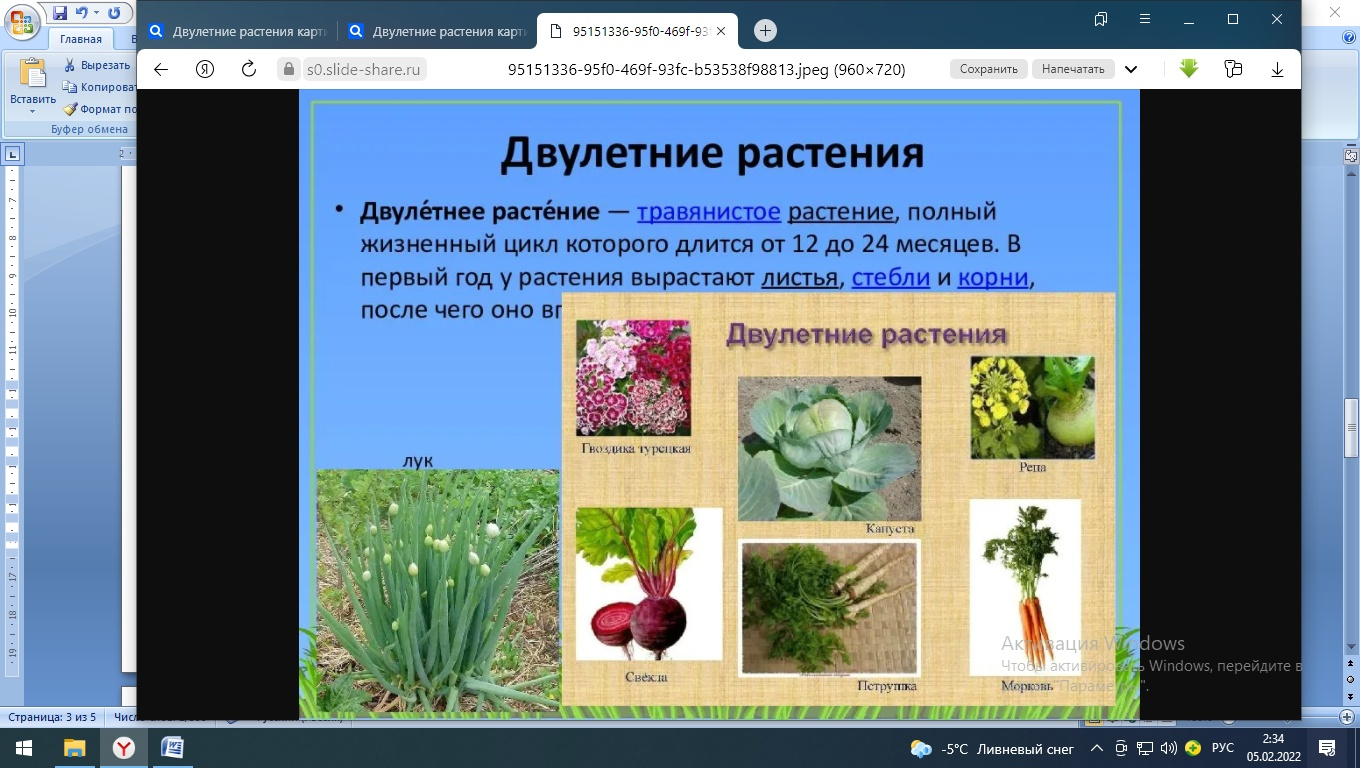 Главная
Вырезать
Копировать
Формат по
Вставить
Буфер обмена
Двулетние растения карти
Двулетние растения карти
95151336-95f0-469f-93f
s0.slide-share.ru
95151336-95f0-469f-93fc-b53538f98813.jpeg (960×720)
Сохранить
Напечатать
Двулетние растения
• Двуле́тнее расте́ние — травянистое растение, полный
жизненный цикл которого длится от 12 до 24 месяцев. В
первый год у растения вырастают листья, стебли и корни,
после чего оно вп
Двулетние растения
Гвоздика турецкая
Репа
лук
Капуста
Свёкла
Петрушка
Морковь
Активация Windows
Чтобы активировать Windows, перейдите в
"Параметры".
Страница: 3 из 5
-5°C Ливневый снег
РУС
2:34
05.02.2022